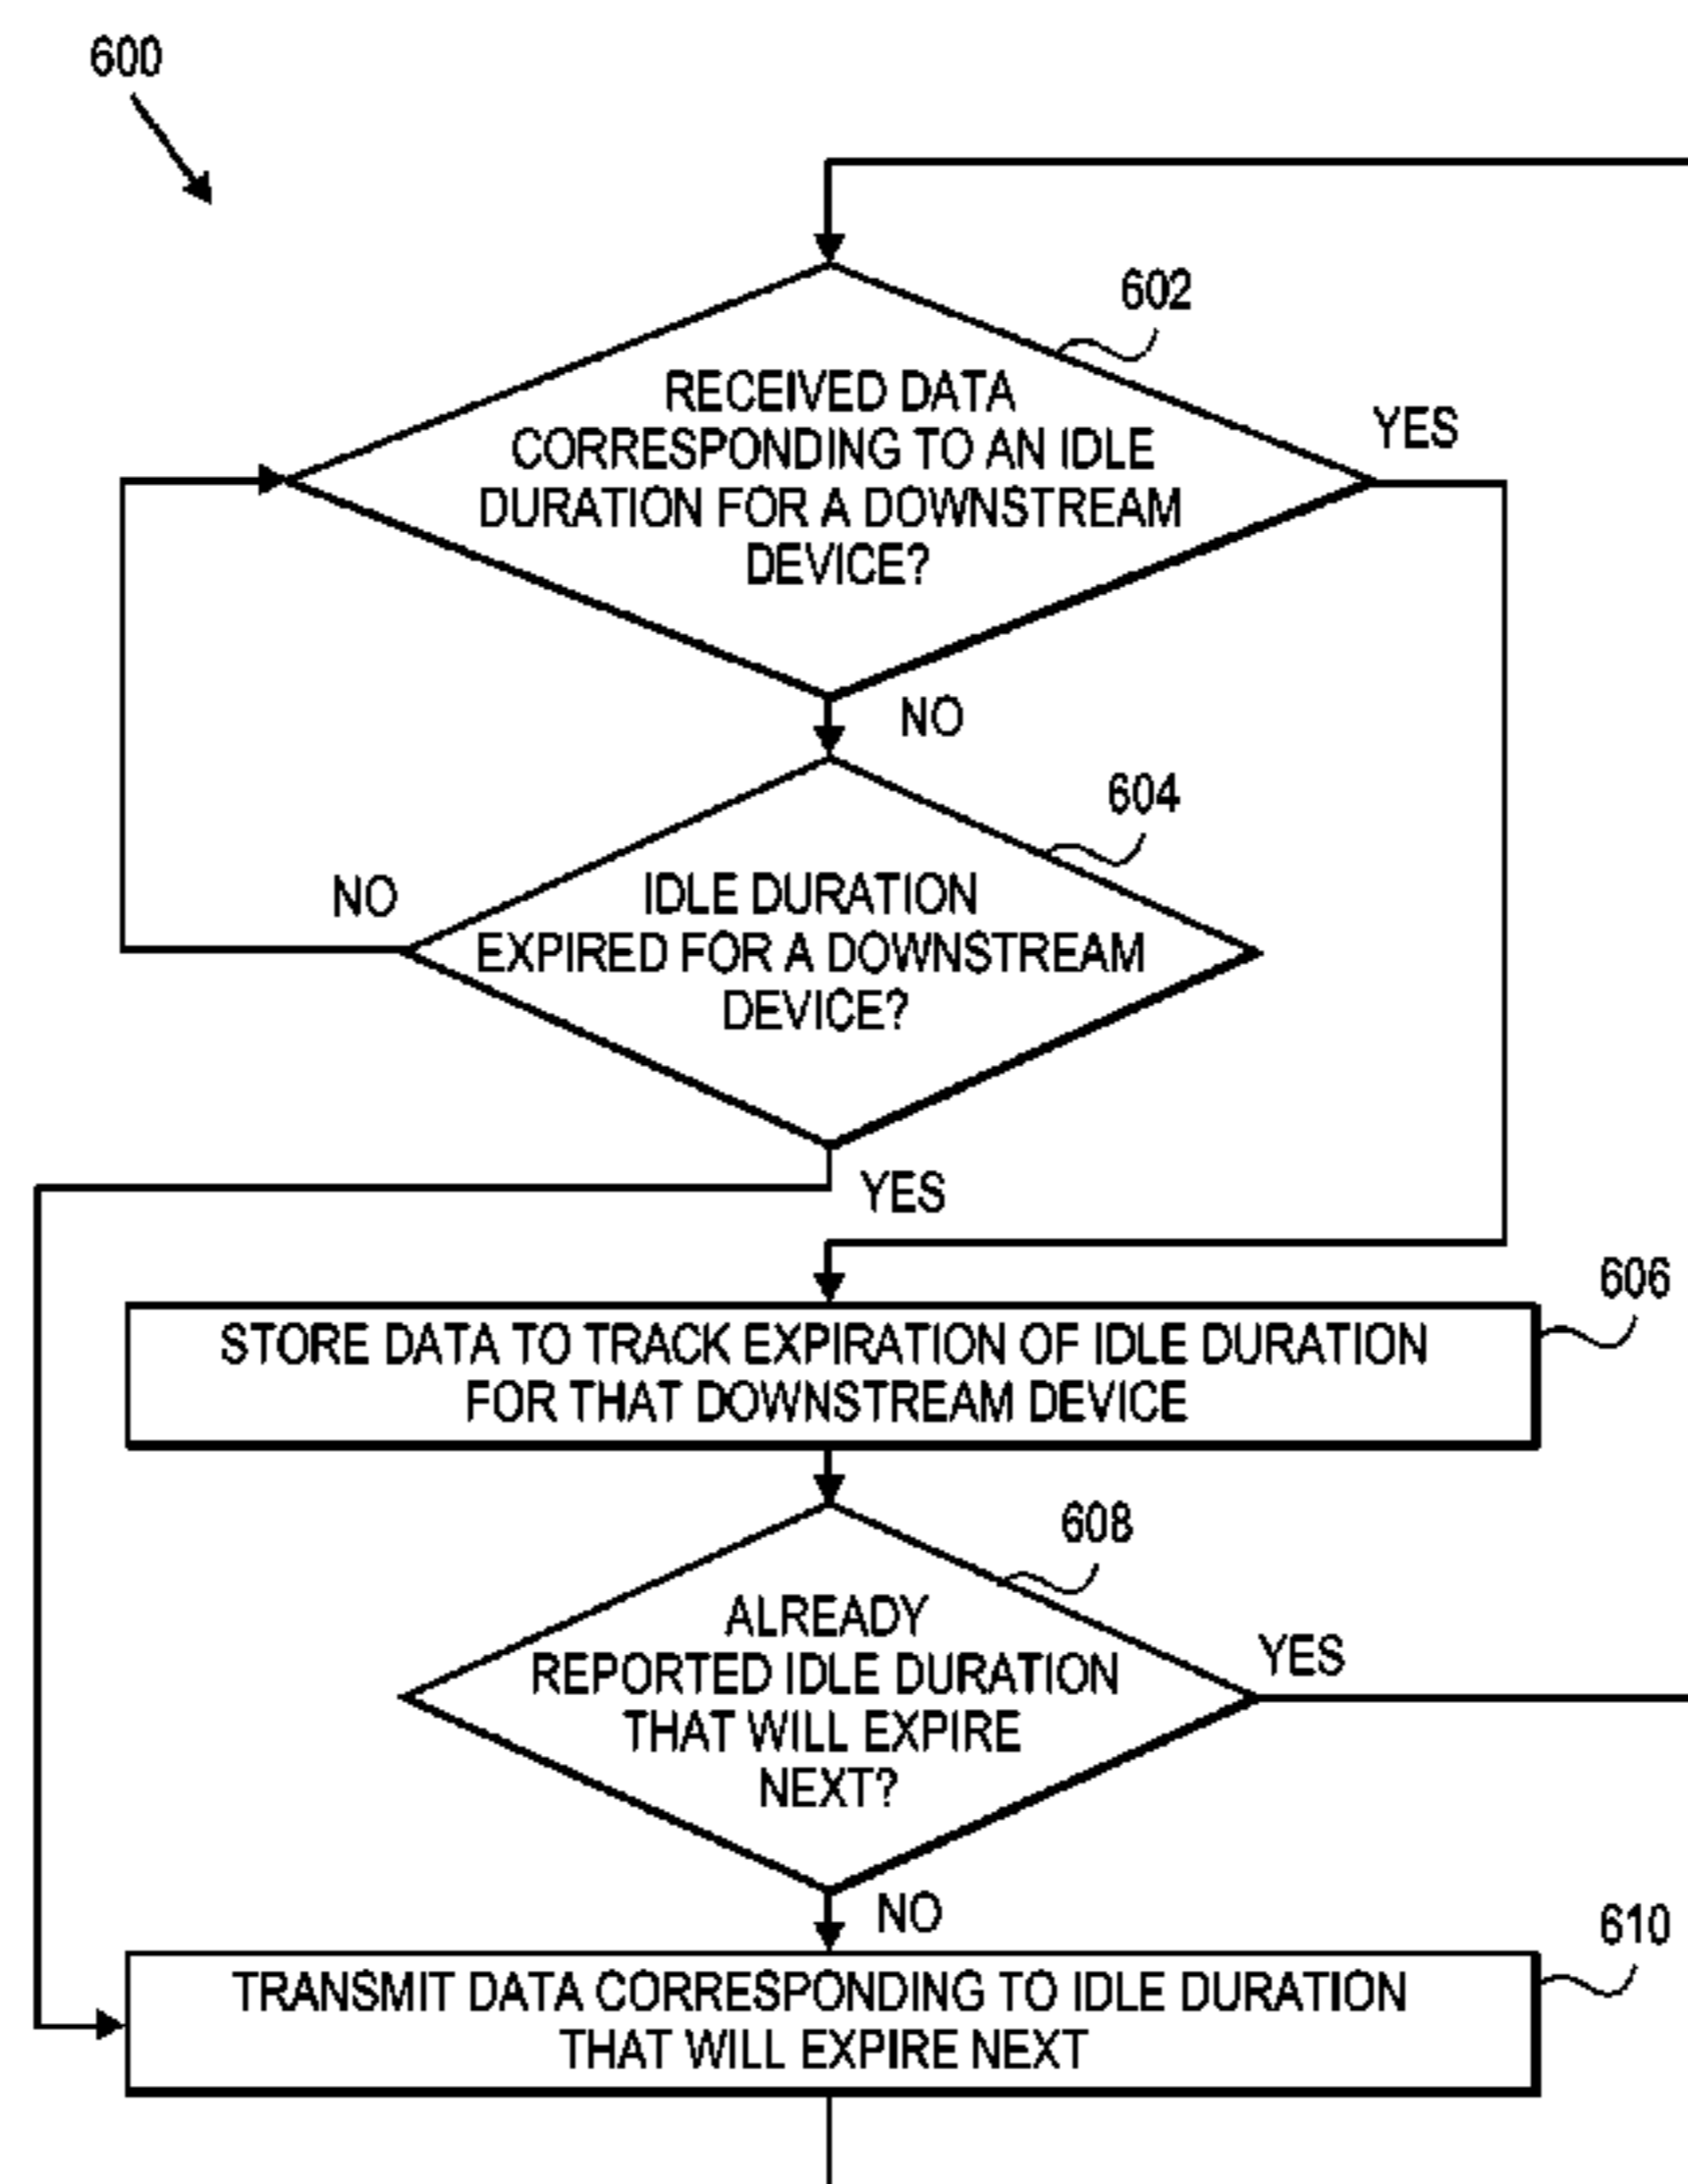 600
602
RECEIVED DATA
CORRESPONDING TO AN IDLE
DURATION FOR A DOWNSTREAM
DEVICE?
YES
NO
604
NO
IDLE DURATION
EXPIRED FOR A DOWNSTREAM
DEVICE?
YES
606
STORE DATA TO TRACK EXPIRATION OF IDLE DURATION
FOR THAT DOWNSTREAM DEVICE
608
ALREADY
REPORTED IDLE DURATION
THAT WILL EXPIRE
NEXT?
YES
NO
610
TRANSMIT DATA CORRESPONDING TO IDLE DURATION
THAT WILL EXPIRE NEXT